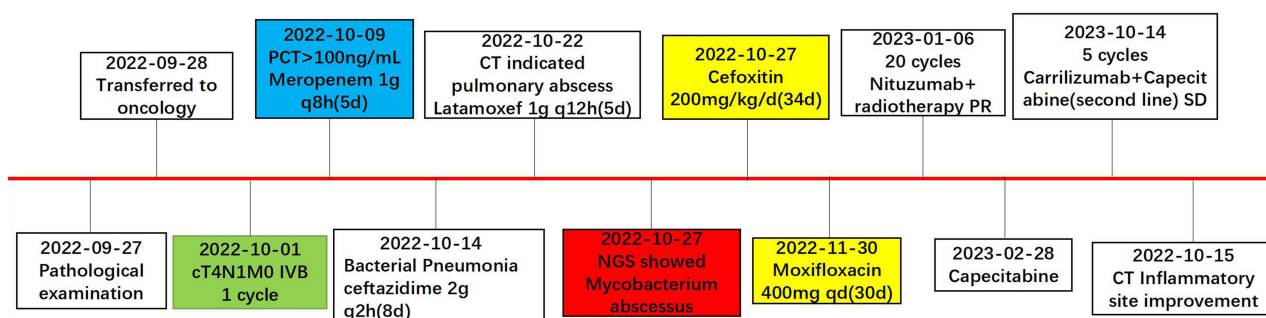 2022-09-28
Transferred to
oncology
2022-10-09
PCT>100ng/mL
Meropenem 1g
q8h(5d)
2022-10-22
CT indicated
pulmonary abscess
Latamoxef 1g q12h(5d)
2022-10-27
Cefoxitin
200mg/kg/d(34d)
2023-01-06
20 cycles
Nituzumab+
radiotherapy PR
2023-10-14
5 cycles
Carrilizumab+Capecit
abine(second line) SD
2022-09-27
Pathological
examination
2022-10-01
cT4N1M0 IVB
1 cycle
2022-10-14
Bacterial Pneumonia
ceftazidime 2g
q2h(8d)
2022-10-27
NGS showed
Mycobacterium
abscessus
2022-11-30
Moxifloxacin
400mg qd(30d)
2023-02-28
Capecitabine
2022-10-15
CT Inflammatory
site improvement